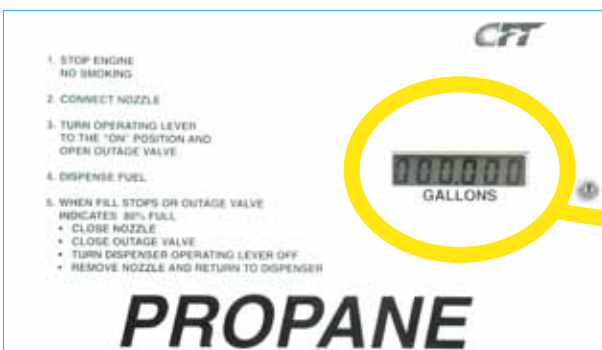 CFT
1. STOP ENGINE
NO SMOKING
2. CONNECT NOZZLE
3. TURN OPERATING LEVER
TO THE "ON" POSITION AND
OPEN OUTAGE VALVE
4. DISPENSE FUEL
5. WHEN FILL STOPS OR OUTAGE VALVE
INDICATES 80% FULL
• CLOSE NOZZLE
• CLOSE OUTAGE VALVE
• TURN DISPENSER OPERATING LEVER OFF
• REMOVE NOZZLE AND RETURN TO DISPENSER
000.000
GALLONS
PROPANE